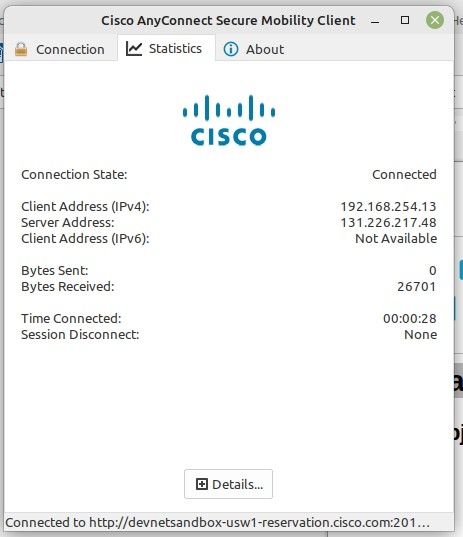 Cisco AnyConnect Secure Mobility Client
Connection Statistics About
CISCO
Connection State: Connected
Client Address (IPv4): 192.168.254.13
Server Address: 131.226.217.48
Client Address (IPv6): Not Available
Bytes Sent: 0
Bytes Received: 26701
Time Connected: 00:00:28
Session Disconnect: None
Details...
Connected to http://devnetsandbox-usw1-reservation.cisco.com:201...